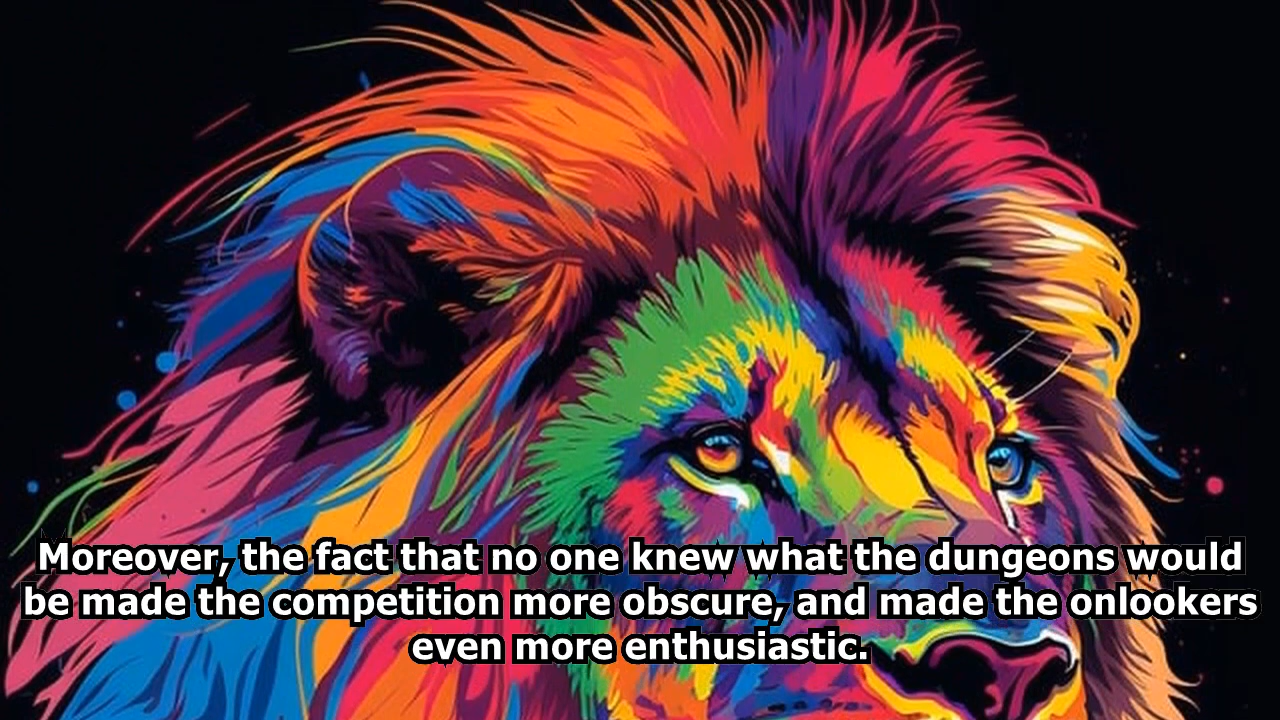 Moreover, the fact that no one knew what the dungeons would
be made the competition more obscure, and made the onlookers
even more enthusiastic.